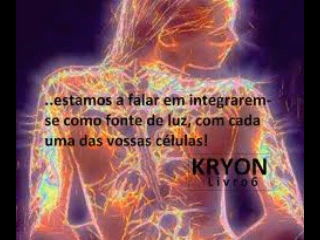 ..estamos a falar em integrarem-
se como fonte de luz, com cada
uma das vossas células!
KRYON
Livro6